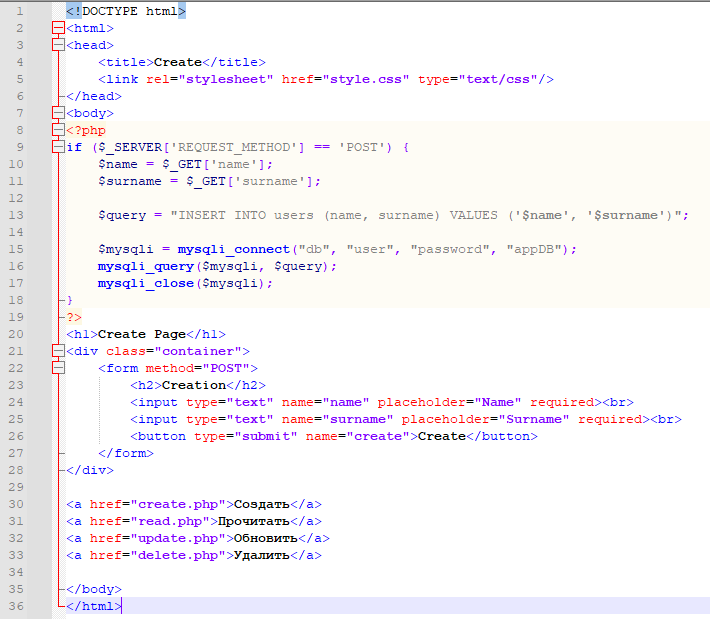 1 <!DOCTYPE html>
2 <html>
3 <head>
4 <title>Create</title>
5 <link rel="stylesheet" href="style.css" type="text/css"/>
6 </head>
7 <body>
8 <?php
9 if ($_SERVER['REQUEST_METHOD'] == 'POST') {
10 $name = $_GET['name'];
11 $surname = $_GET['surname'];
12
13 $query = "INSERT INTO users (name, surname) VALUES ('$name', '$surname')";
14
15 $mysqli = mysqli_connect("db", "user", "password", "appDB");
16 mysqli_query($mysqli, $query);
17 mysqli_close($mysqli);
18 }
19 ?>
20 <h1>Create Page</h1>
21 <div class="container">
22 <form method="POST">
23 <h2>Creation</h2>
24 <input type="text" name="name" placeholder="Name" required><br>
25 <input type="text" name="surname" placeholder="Surname" required><br>
26 <button type="submit" name="create">Create</button>
27 </form>
28 </div>
29
30 <a href="create.php">Создать</a>
31 <a href="read.php">Прочитать</a>
32 <a href="update.php">Обновить</a>
33 <a href="delete.php">Удалить</a>
34
35 </body>
36 </html>